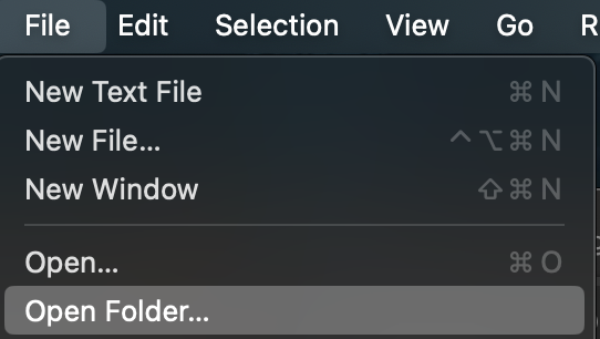 File Edit Selection View Go R
New Text File ⌘ N
New File... ^ ⌥ ⌘ N
New Window ⇧ ⌘ N
Open... ⌘ O
Open Folder...